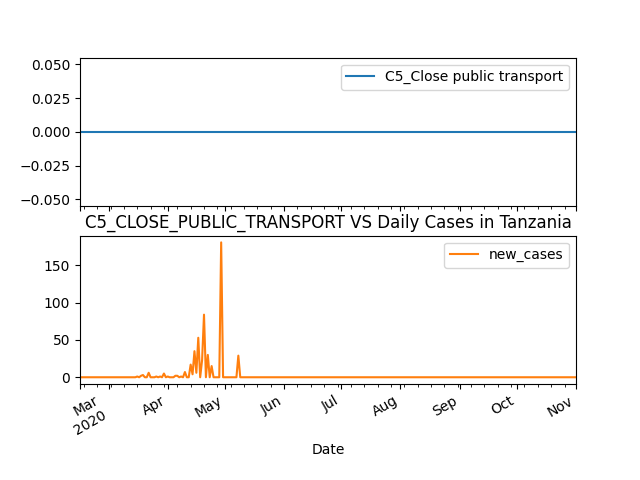 0.050
0.025
0.000
−0.025
−0.050
C5_Close public transport
C5_CLOSE_PUBLIC_TRANSPORT VS Daily Cases in Tanzania
150
100
50
0
new_cases
Mar
2020
Apr
May
Jun
Jul
Aug
Sep
Oct
Nov
Date